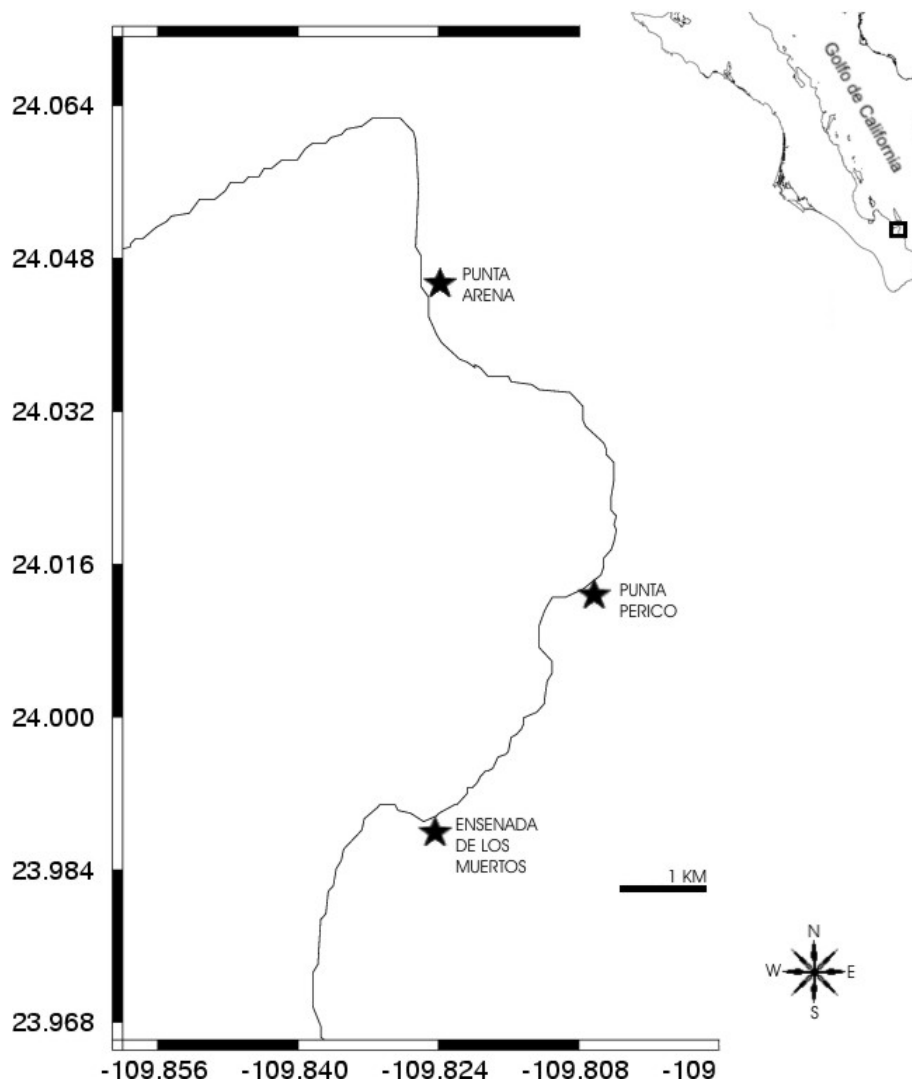 Golfo de California
24.064
24.048
24.032
24.016
24.000
23.984
23.968
PUNTA
ARENA
PUNTA
PERICO
ENSENADA
DE LOS
MUERTOS
1 KM
N
W E
S
-109.856 -109.840 -109.824 -109.808 -109